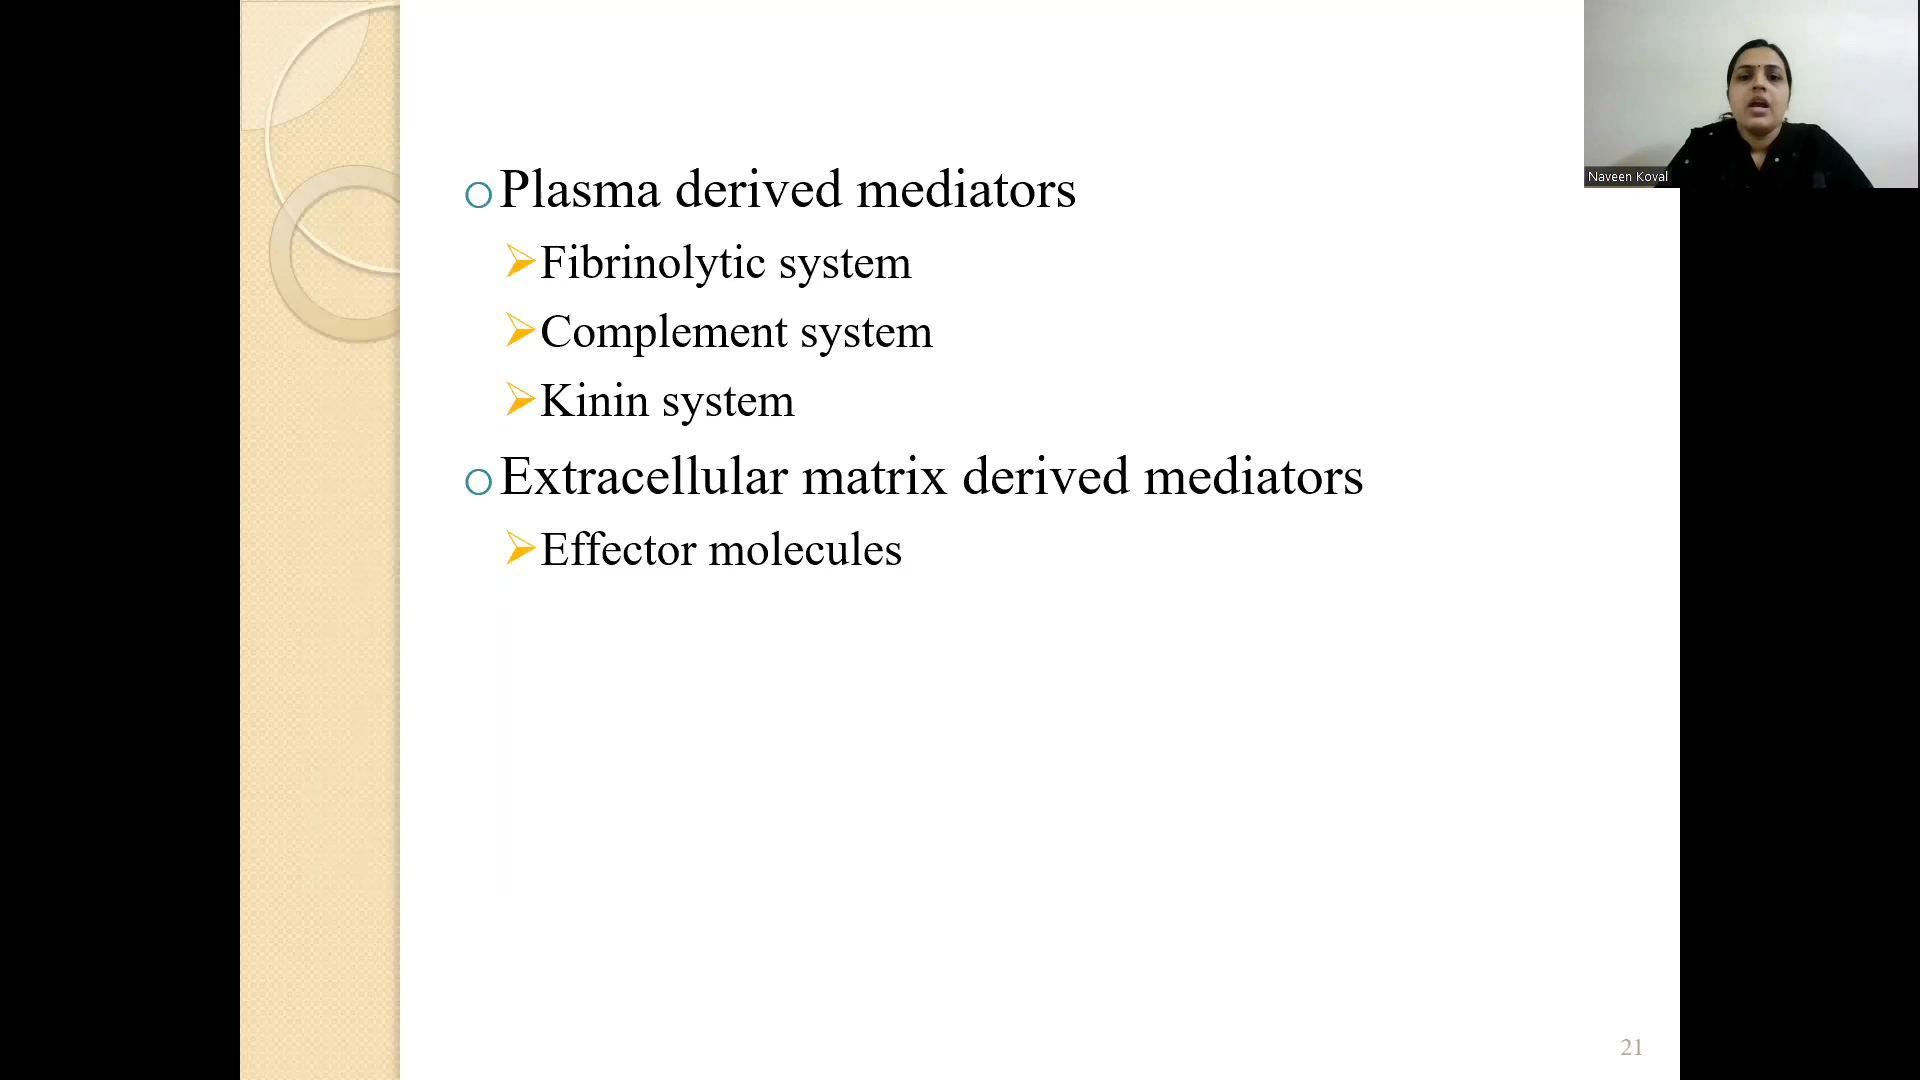 Plasma derived mediators
Fibrinolytic system
Complement system
Kinin system
Extracellular matrix derived mediators
Effector molecules
Naveen Koval
21